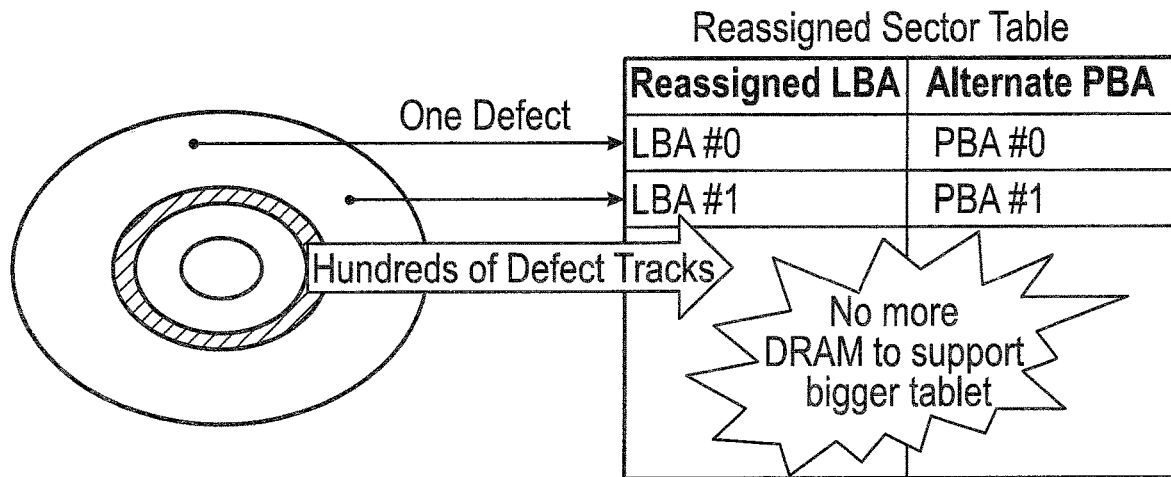 Reassigned Sector Table
Reassigned LBA Alternate PBA
One Defect
LBA #0 PBA #0
LBA #1 PBA #1
Hundreds of Defect Tracks
No more
DRAM to support
bigger tablet